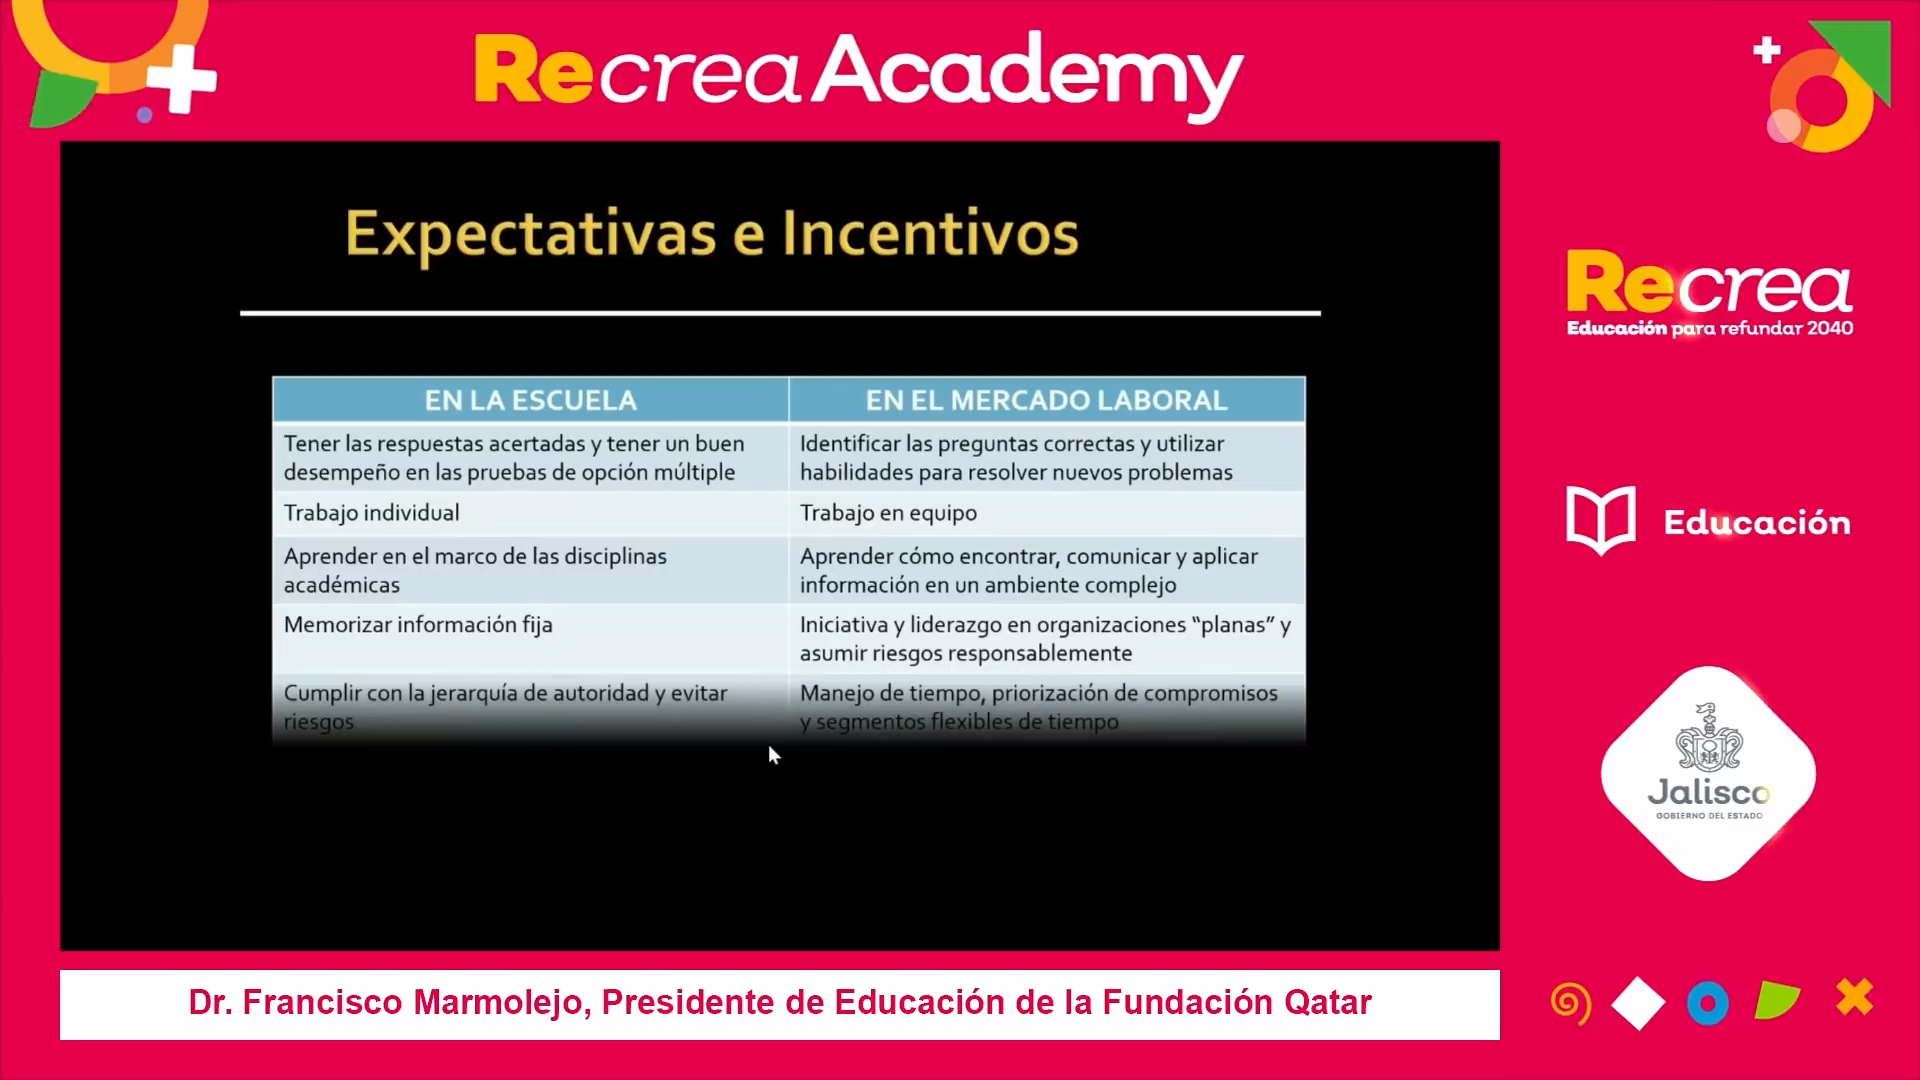 Recrea Academy
Expectativas e Incentivos
EN LA ESCUELA
EN EL MERCADO LABORAL
Tener las respuestas acertadas y tener un buen
desempeño en las pruebas de opción múltiple
Identificar las preguntas correctas y utilizar
habilidades para resolver nuevos problemas
Trabajo individual
Trabajo en equipo
Aprender en el marco de las disciplinas
académicas
Aprender cómo encontrar, comunicar y aplicar
información en un ambiente complejo
Memorizar información fija
Iniciativa y liderazgo en organizaciones “planas” y
asumir riesgos responsablemente
Cumplir con la jerarquía de autoridad y evitar
riesgos
Manejo de tiempo, priorización de compromisos
y segmentos flexibles de tiempo
Recrea
Educación para refundar 2040
Educación
Jalisco
GOBIERNO DEL ESTADO
Dr. Francisco Marmolejo, Presidente de Educación de la Fundación Qatar